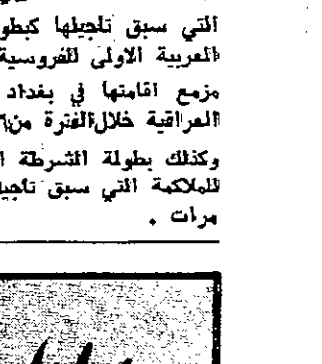 التي سبق تأجيلها كبطو
العربية الاولى للفروسية
مزمع اقامتها في بغداد
العراقية خلال الفترة من
وكذلك بطولة الشرطة ا
للملاكمة التي سبق تأجيل
مرات .